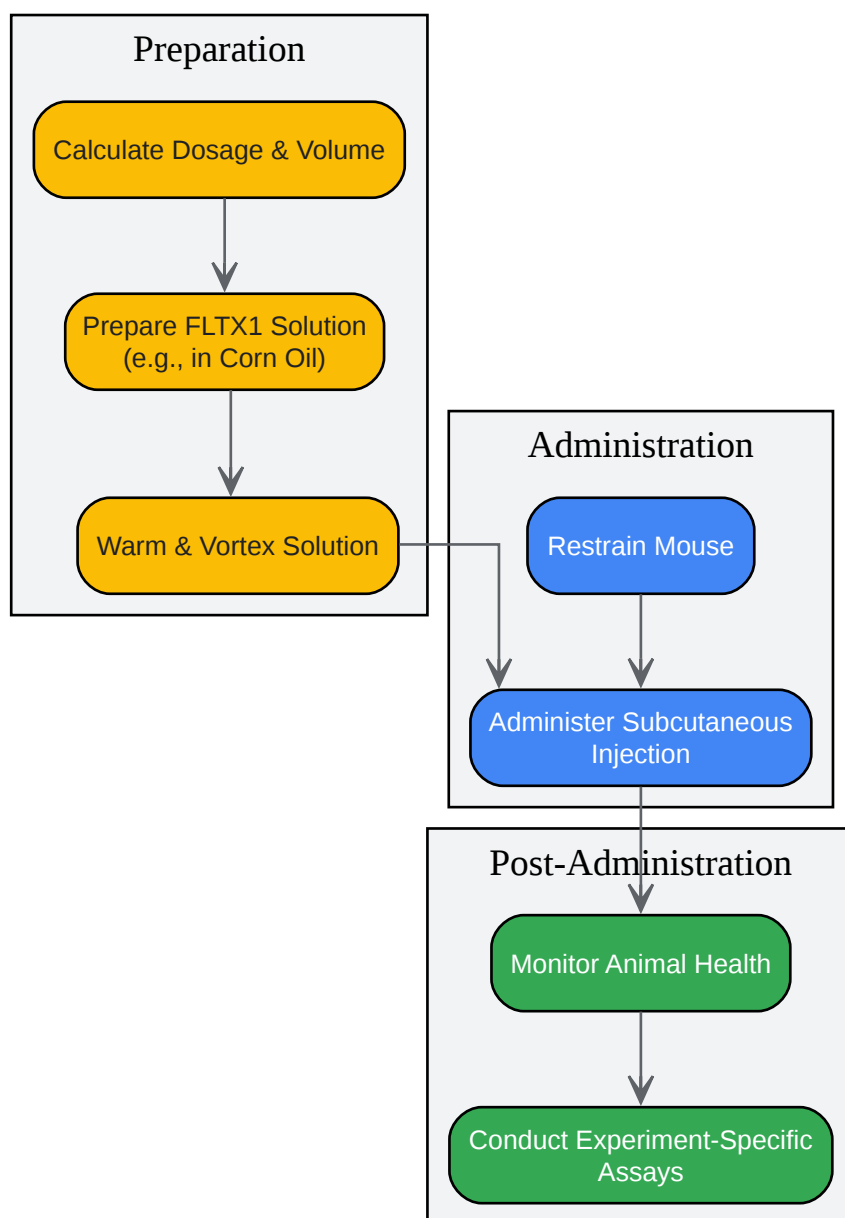 Preparation
Calculate Dosage & Volume
Prepare FLTX1 Solution
(e.g., in Corn Oil)
Warm & Vortex Solution
Administration
Restrain Mouse
Administer Subcutaneous
Injection
Post-Administration
Monitor Animal Health
Conduct Experiment-Specific
Assays